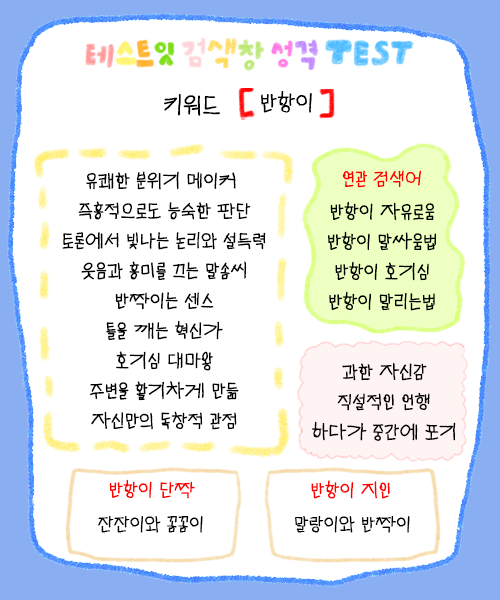 테스트잇 검색창 성격 TEST
키워드 [ 반항이 ]
유쾌한 분위기 메이커
즉흥적으로도 능숙한 판단
토론에서 빛나는 논리와 설득력
웃음과 흥미를 끄는 말솜씨
반짝이는 센스
틀을 깨는 혁신가
호기심 대마왕
주변을 활기차게 만듦
자신만의 독창적 관점
연관 검색어
반항이 자유로움
반항이 말싸움법
반항이 호기심
반항이 말리는법
과한 자신감
직설적인 언행
하다가 중간에 포기
반항이 단짝
잔잔이와 꼼꼼이
반항이 지인
말랑이와 반짝이